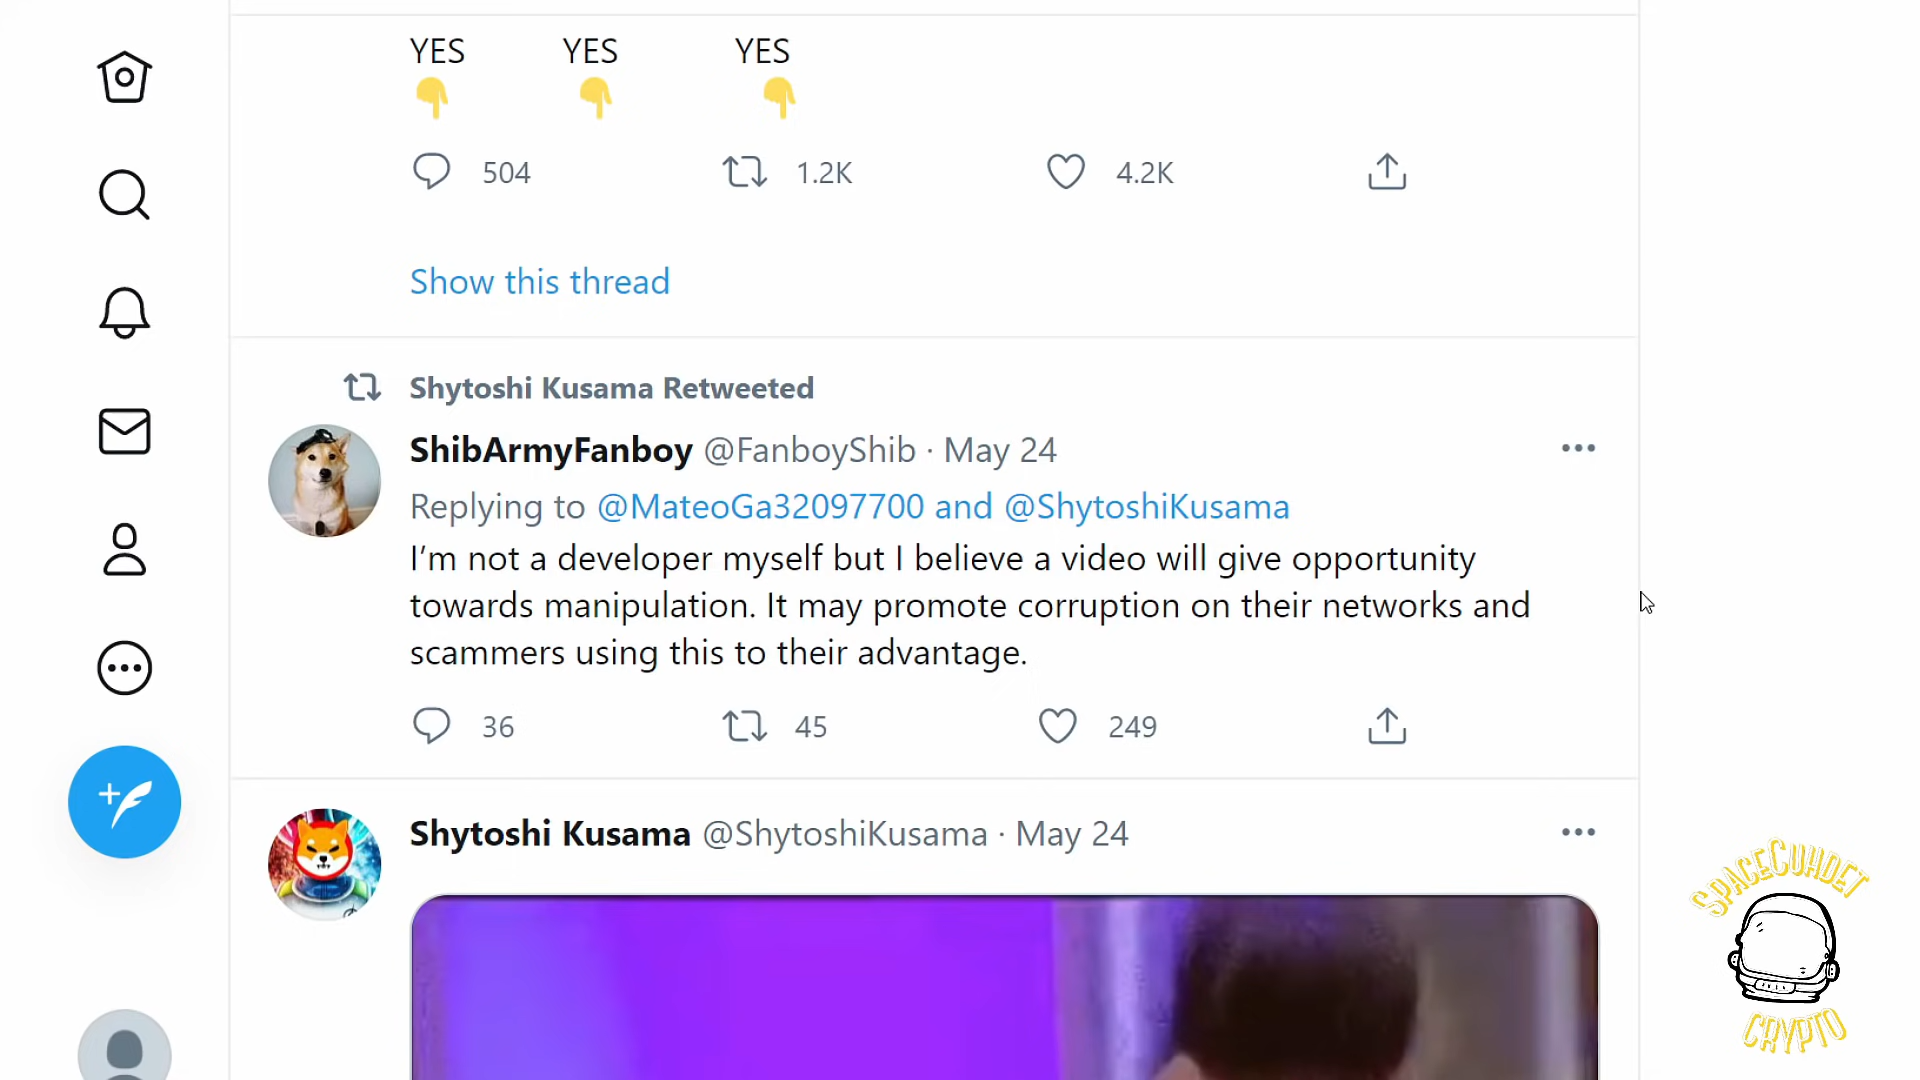 YES YES YES
504 1.2K 4.2K
Show this thread
Shytoshi Kusama Retweeted
ShibArmyFanboy @FanboyShib · May 24
Replying to @MateoGa32097700 and @ShytoshiKusama
I’m not a developer myself but I believe a video will give opportunity
towards manipulation. It may promote corruption on their networks and
scammers using this to their advantage.
36 45 249
Shytoshi Kusama @ShytoshiKusama · May 24
SPACECUHDET
CRYPTO